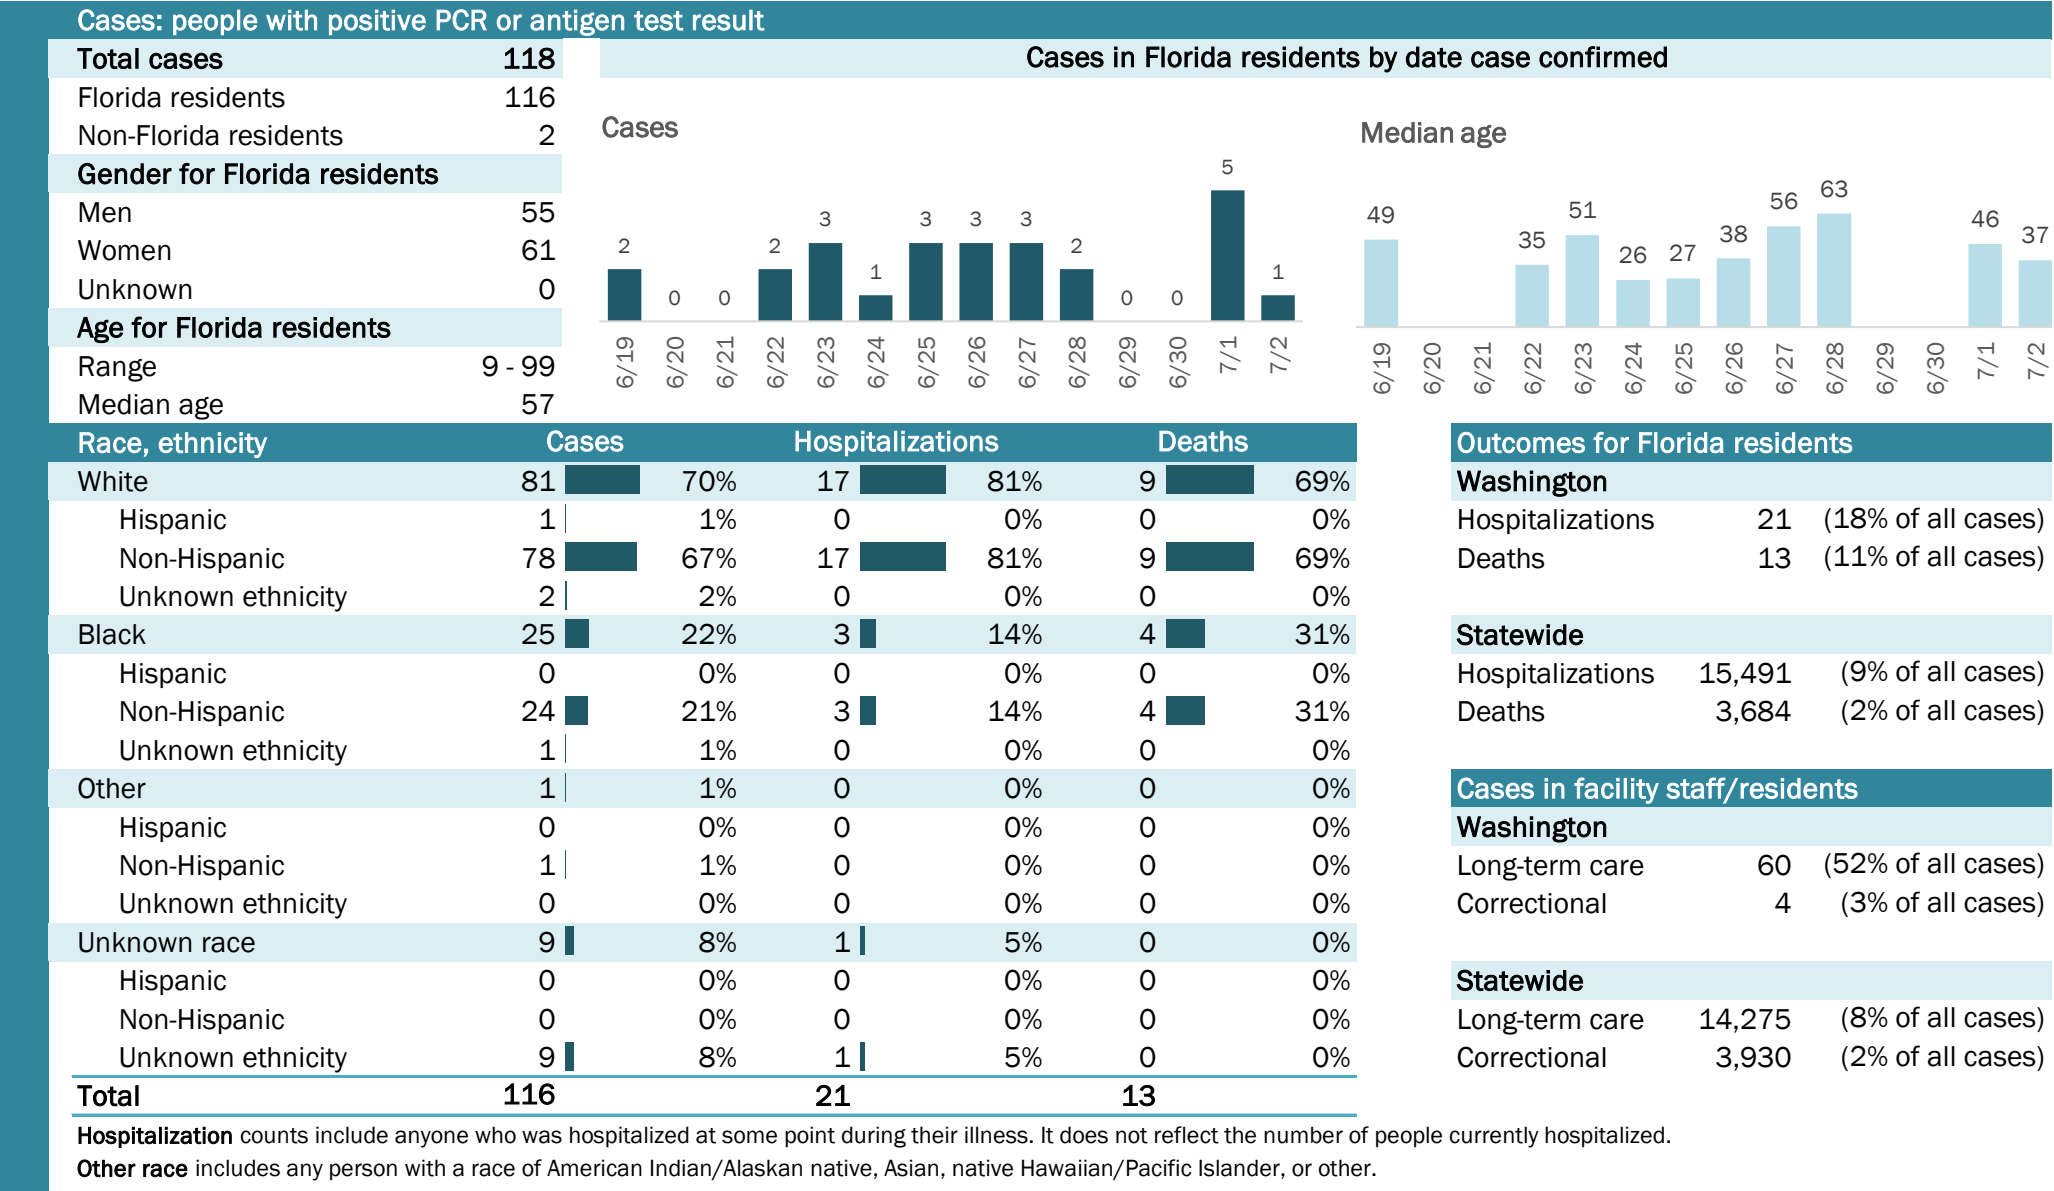 Cases: people with positive PCR or antigen test result
Total cases 118
Florida residents 116
Non-Florida residents 2
Gender for Florida residents
Men 55
Women 61
Unknown 0
Age for Florida residents
Range 9 - 99
Median age 57
Cases in Florida residents by date case confirmed
Cases
2 0 0 2 3 1 3 3 3 2 0 0 5 1
6/19 6/20 6/21 6/22 6/23 6/24 6/25 6/26 6/27 6/28 6/29 6/30 7/1 7/2
Median age
49 35 51 26 27 38 56 63 46 37
6/19 6/20 6/21 6/22 6/23 6/24 6/25 6/26 6/27 6/28 6/29 6/30 7/1 7/2
Race, ethnicity Cases Hospitalizations Deaths
White 81 70% 17 81% 9 69%
Hispanic 1 1% 0 0% 0 0%
Non-Hispanic 78 67% 17 81% 9 69%
Unknown ethnicity 2 2% 0 0% 0 0%
Black 25 22% 3 14% 4 31%
Hispanic 0 0% 0 0% 0 0%
Non-Hispanic 24 21% 3 14% 4 31%
Unknown ethnicity 1 1% 0 0% 0 0%
Other 1 1% 0 0% 0 0%
Hispanic 0 0% 0 0% 0 0%
Non-Hispanic 1 1% 0 0% 0 0%
Unknown ethnicity 0 0% 0 0% 0 0%
Unknown race 9 8% 1 5% 0 0%
Hispanic 0 0% 0 0% 0 0%
Non-Hispanic 0 0% 0 0% 0 0%
Unknown ethnicity 9 8% 1 5% 0 0%
Total 116 21 13
Outcomes for Florida residents
Washington
Hospitalizations 21 (18% of all cases)
Deaths 13 (11% of all cases)
Statewide
Hospitalizations 15,491 (9% of all cases)
Deaths 3,684 (2% of all cases)
Cases in facility staff/residents
Washington
Long-term care 60 (52% of all cases)
Correctional 4 (3% of all cases)
Statewide
Long-term care 14,275 (8% of all cases)
Correctional 3,930 (2% of all cases)
Hospitalization counts include anyone who was hospitalized at some point during their illness. It does not reflect the number of people currently hospitalized.
Other race includes any person with a race of American Indian/Alaskan native, Asian, native Hawaiian/Pacific Islander, or other.